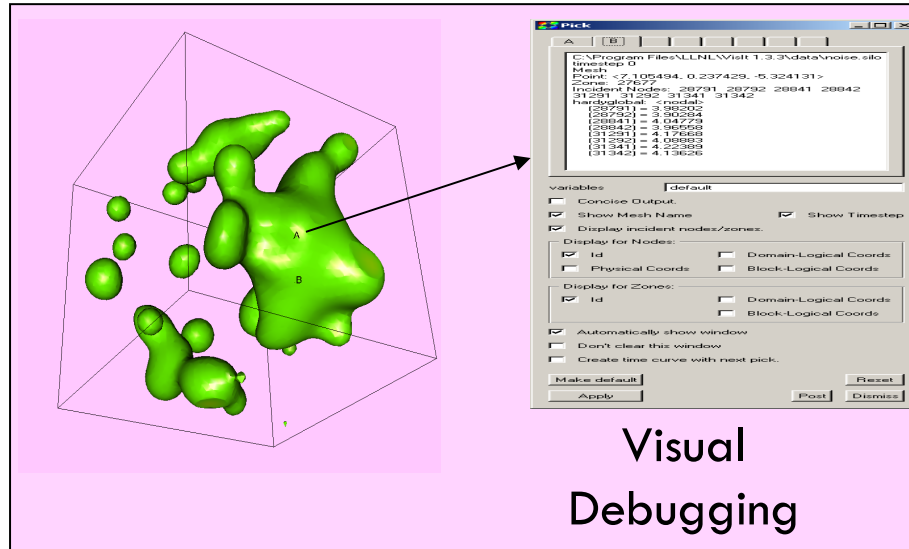 Pick
A B
C:\Program Files\LLNL\VisIt 1.3.3\data\noise.silo
timestep 0
Mesh
Point: <7.105494, 0.237429, -5.324131>
Zone: 27677
Incident Nodes: 28791 28792 28841 28842
31291 31292 31341 31342
hardyglobal: <nodal>
(28791) = 3.98202
(28792) = 3.90284
(28841) = 4.04779
(28842) = 3.96558
(31291) = 4.17668
(31292) = 4.08883
(31341) = 4.22389
(31342) = 4.13626
variables default
Concise Output.
Show Mesh Name Show Timestep
Display incident nodes/zones.
Display for Nodes:
Id Domain-Logical Coords
Physical Coords Block-Logical Coords
Display for Zones:
Id Domain-Logical Coords
Block-Logical Coords
Automatically show window
Don't clear this window
Create time curve with next pick.
Make default Reset
Apply Post Dismiss
A
B
Visual
Debugging